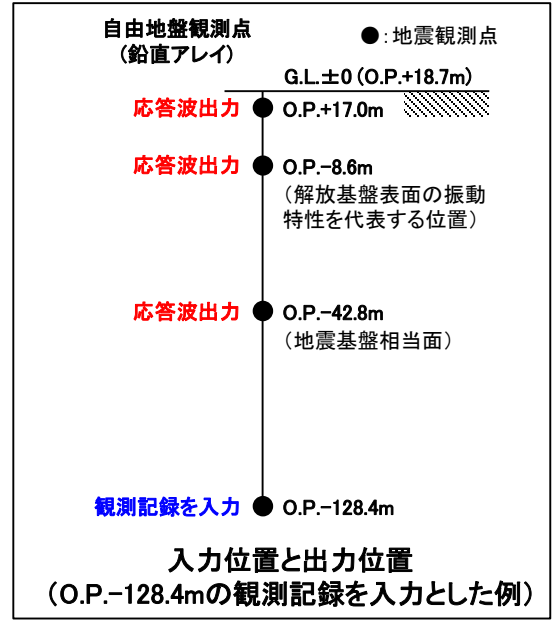 自由地盤観測点
（鉛直アレイ）
●：地震観測点
G.L.±0（O.P.+18.7m）
応答波出力
O.P.+17.0m
応答波出力
O.P.-8.6m
（解放基盤表面の振動
特性を代表する位置）
応答波出力
O.P.-42.8m
（地震基盤相当面）
観測記録を入力
O.P.-128.4m
入力位置と出力位置
（O.P.-128.4mの観測記録を入力とした例）